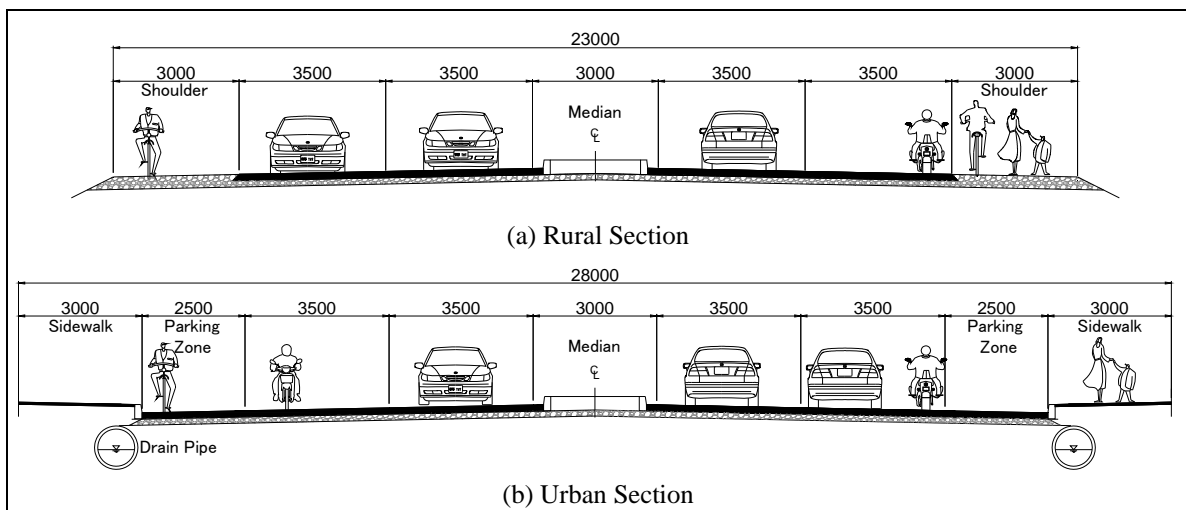 23000
3000 3500 3500 3000 3500 3500 3000
Shoulder Shoulder
Median
℄
(a) Rural Section
28000
3000 2500 3500 3500 3000 3500 3500 2500 3000
Sidewalk Parking Parking Sidewalk
Zone Median Zone
℄
Drain Pipe
(b) Urban Section